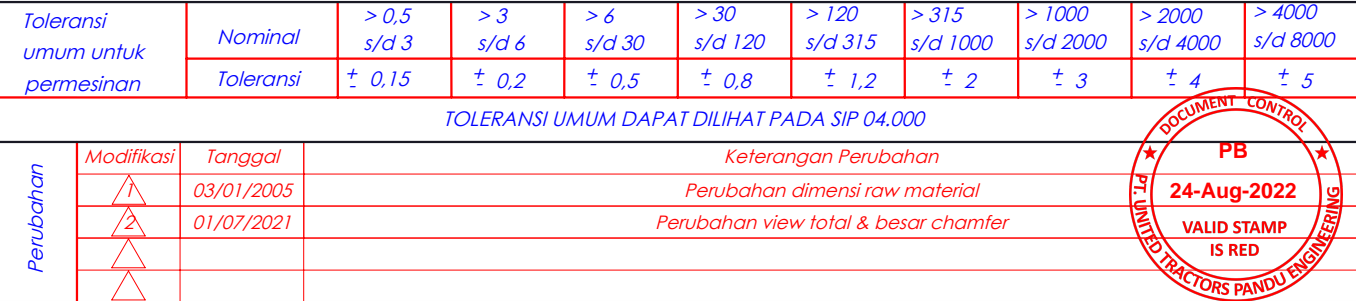 Toleransi umum untuk permesinan
Nominal > 0,5 s/d 3 > 3 s/d 6 > 6 s/d 30 > 30 s/d 120 > 120 s/d 315 > 315 s/d 1000 > 1000 s/d 2000 > 2000 s/d 4000 > 4000 s/d 8000
Toleransi ± 0,15 ± 0,2 ± 0,5 ± 0,8 ± 1,2 ± 2 ± 3 ± 4 ± 5
TOLERANSI UMUM DAPAT DILIHAT PADA SIP 04.000
Perubahan
Modifikasi Tanggal Keterangan Perubahan
1 03/01/2005 Perubahan dimensi raw material
2 01/07/2021 Perubahan view total & besar chamfer
DOCUMENT CONTROL
PB
24-Aug-2022
VALID STAMP
IS RED
PT. UNITED TRACTORS PANDU ENGINEERING